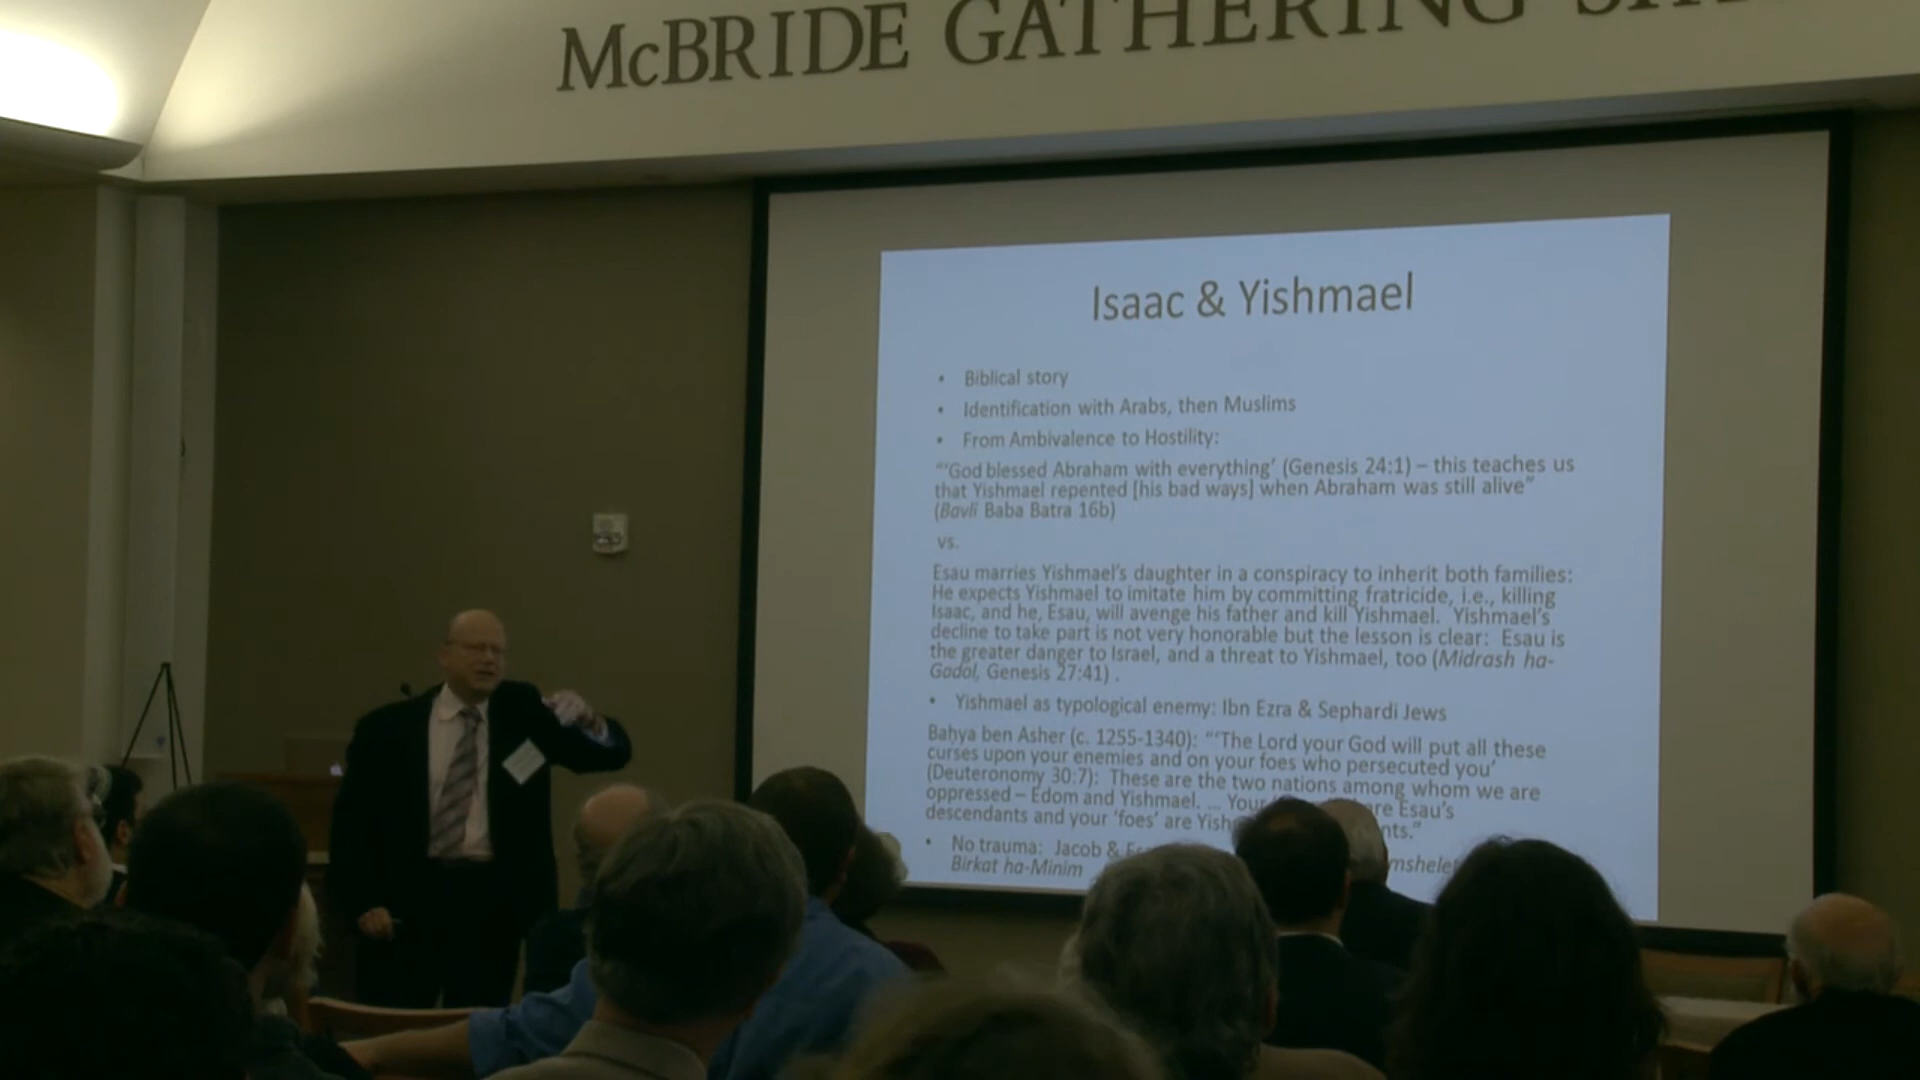 McBRIDE GATHERING
Isaac & Yishmael
• Biblical story
• Identification with Arabs, then Muslims
• From Ambivalence to Hostility:
“‘God blessed Abraham with everything’ (Genesis 24:1) – this teaches us
that Yishmael repented [his bad ways] when Abraham was still alive”
(Bavli Baba Batra 16b)
vs.
Esau marries Yishmael’s daughter in a conspiracy to inherit both families:
He expects Yishmael to imitate him by committing fratricide, i.e., killing
Isaac, and he, Esau, will avenge his father and kill Yishmael. Yishmael’s
decline to take part is not very honorable but the lesson is clear: Esau is
the greater danger to Israel, and a threat to Yishmael, too (Midrash ha-
Gadol, Genesis 27:41) .
• Yishmael as typological enemy: Ibn Ezra & Sephardi Jews
Bahya ben Asher (c. 1255-1340): “‘The Lord your God will put all these
curses upon your enemies and on your foes who persecuted you’
(Deuteronomy 30:7): These are the two nations among whom we are
oppressed – Edom and Yishmael. ... Your are Esau’s
descendants and your ‘foes’ are
• No trauma: Jacob &
Birkat ha-Minim